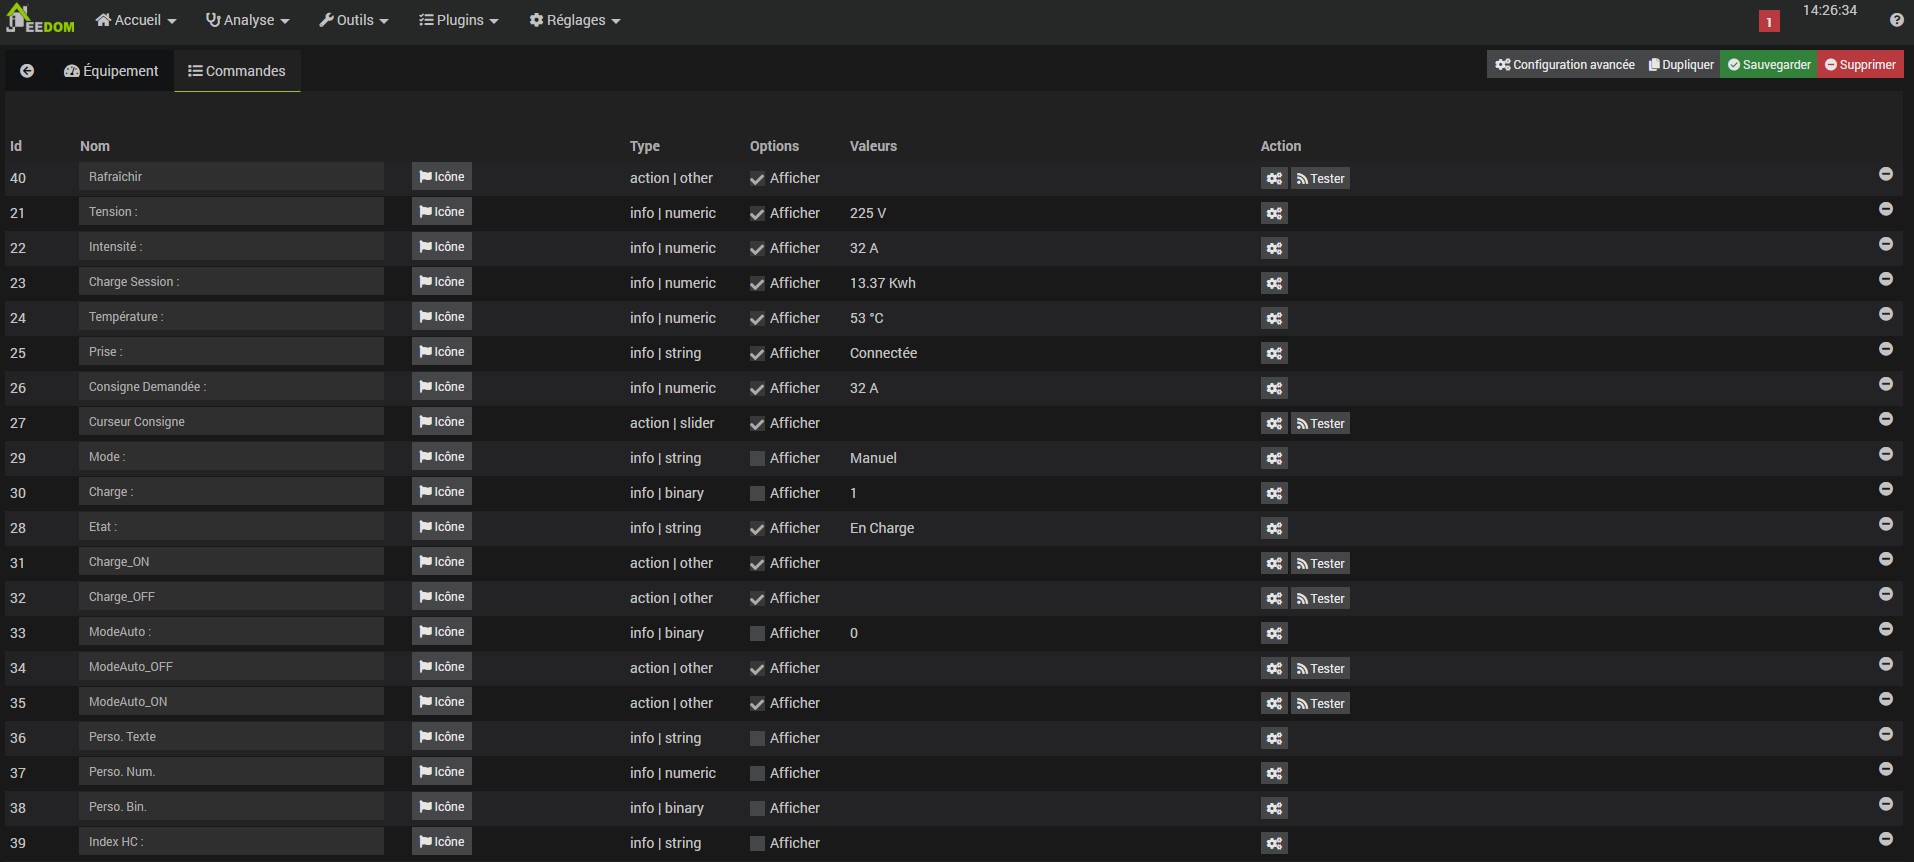 JEEDOM Accueil Analyse Outils Plugins Réglages 1 14:26:34
Équipement Commandes Configuration avancée Dupliquer Sauvegarder Supprimer
Id Nom Type Options Valeurs Action
40 Rafraîchir Icône action | other Afficher Tester
21 Tension : Icône info | numeric Afficher 225 V
22 Intensité : Icône info | numeric Afficher 32 A
23 Charge Session : Icône info | numeric Afficher 13.37 Kwh
24 Température : Icône info | numeric Afficher 53 °C
25 Prise : Icône info | string Afficher Connectée
26 Consigne Demandée : Icône info | numeric Afficher 32 A
27 Curseur Consigne Icône action | slider Afficher Tester
29 Mode : Icône info | string Afficher Manuel
30 Charge : Icône info | binary Afficher 1
28 Etat : Icône info | string Afficher En Charge
31 Charge_ON Icône action | other Afficher Tester
32 Charge_OFF Icône action | other Afficher Tester
33 ModeAuto : Icône info | binary Afficher 0
34 ModeAuto_OFF Icône action | other Afficher Tester
35 ModeAuto_ON Icône action | other Afficher Tester
36 Perso. Texte Icône info | string Afficher
37 Perso. Num. Icône info | numeric Afficher
38 Perso. Bin. Icône info | binary Afficher
39 Index HC : Icône info | string Afficher